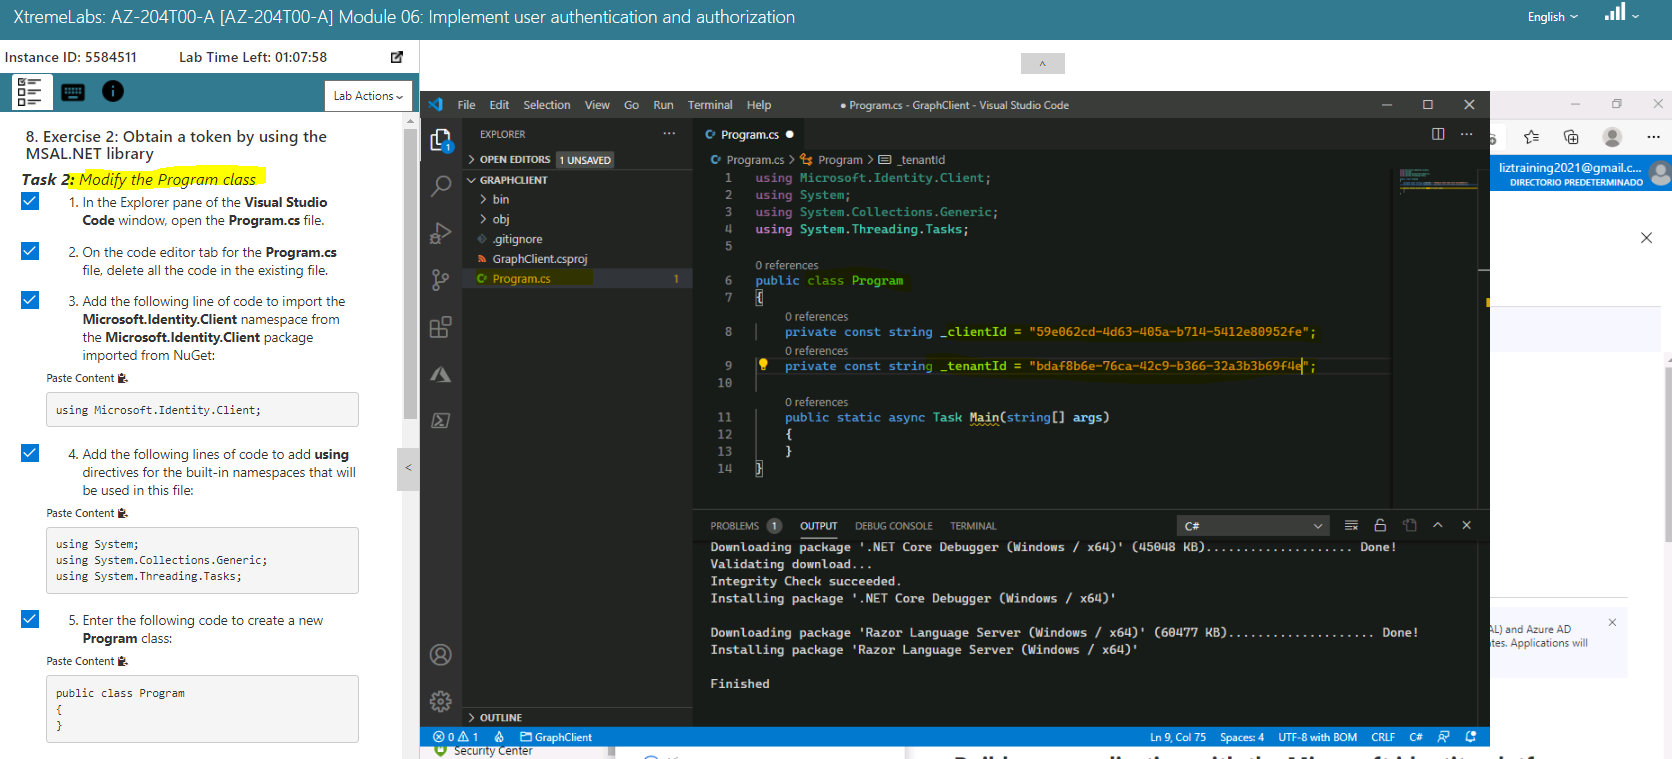 XtremeLabs: AZ-204T00-A [AZ-204T00-A] Module 06: Implement user authentication and authorization
English
Instance ID: 5584511
Lab Time Left: 01:07:58
Lab Actions
8. Exercise 2: Obtain a token by using the
MSAL.NET library
Task 2: Modify the Program class
1. In the Explorer pane of the Visual Studio
Code window, open the Program.cs file.
2. On the code editor tab for the Program.cs
file, delete all the code in the existing file.
3. Add the following line of code to import the
Microsoft.Identity.Client namespace from
the Microsoft.Identity.Client package
imported from NuGet:
Paste Content
using Microsoft.Identity.Client;
4. Add the following lines of code to add using
directives for the built-in namespaces that will
be used in this file:
Paste Content
using System;
using System.Collections.Generic;
using System.Threading.Tasks;
5. Enter the following code to create a new
Program class:
Paste Content
public class Program
{
}
<
^
File Edit Selection View Go Run Terminal Help
● Program.cs - GraphClient - Visual Studio Code
1
EXPLORER
OPEN EDITORS 1 UNSAVED
GRAPHCLIENT
bin
obj
.gitignore
GraphClient.csproj
Program.cs 1
OUTLINE
Program.cs
Program.cs > Program > _tenantId
1 using Microsoft.Identity.Client;
2 using System;
3 using System.Collections.Generic;
4 using System.Threading.Tasks;
5
0 references
6 public class Program
7 {
0 references
8 private const string _clientId = "59e062cd-4d63-405a-b714-5412e80952fe";
0 references
9 private const string _tenantId = "bdaf8b6e-76ca-42c9-b366-32a3b3b69f4e";
10
0 references
11 public static async Task Main(string[] args)
12 {
13 }
14 }
PROBLEMS 1 OUTPUT DEBUG CONSOLE TERMINAL
C#
Downloading package '.NET Core Debugger (Windows / x64)' (45048 KB).................... Done!
Validating download...
Integrity Check succeeded.
Installing package '.NET Core Debugger (Windows / x64)'
Downloading package 'Razor Language Server (Windows / x64)' (60477 KB).................... Done!
Installing package 'Razor Language Server (Windows / x64)'
Finished
0 1 GraphClient
Ln 9, Col 75 Spaces: 4 UTF-8 with BOM CRLF C#
liztraining2021@gmail.c...
DIRECTORIO PREDETERMINADO
AL) and Azure AD
ates. Applications will
Security Center